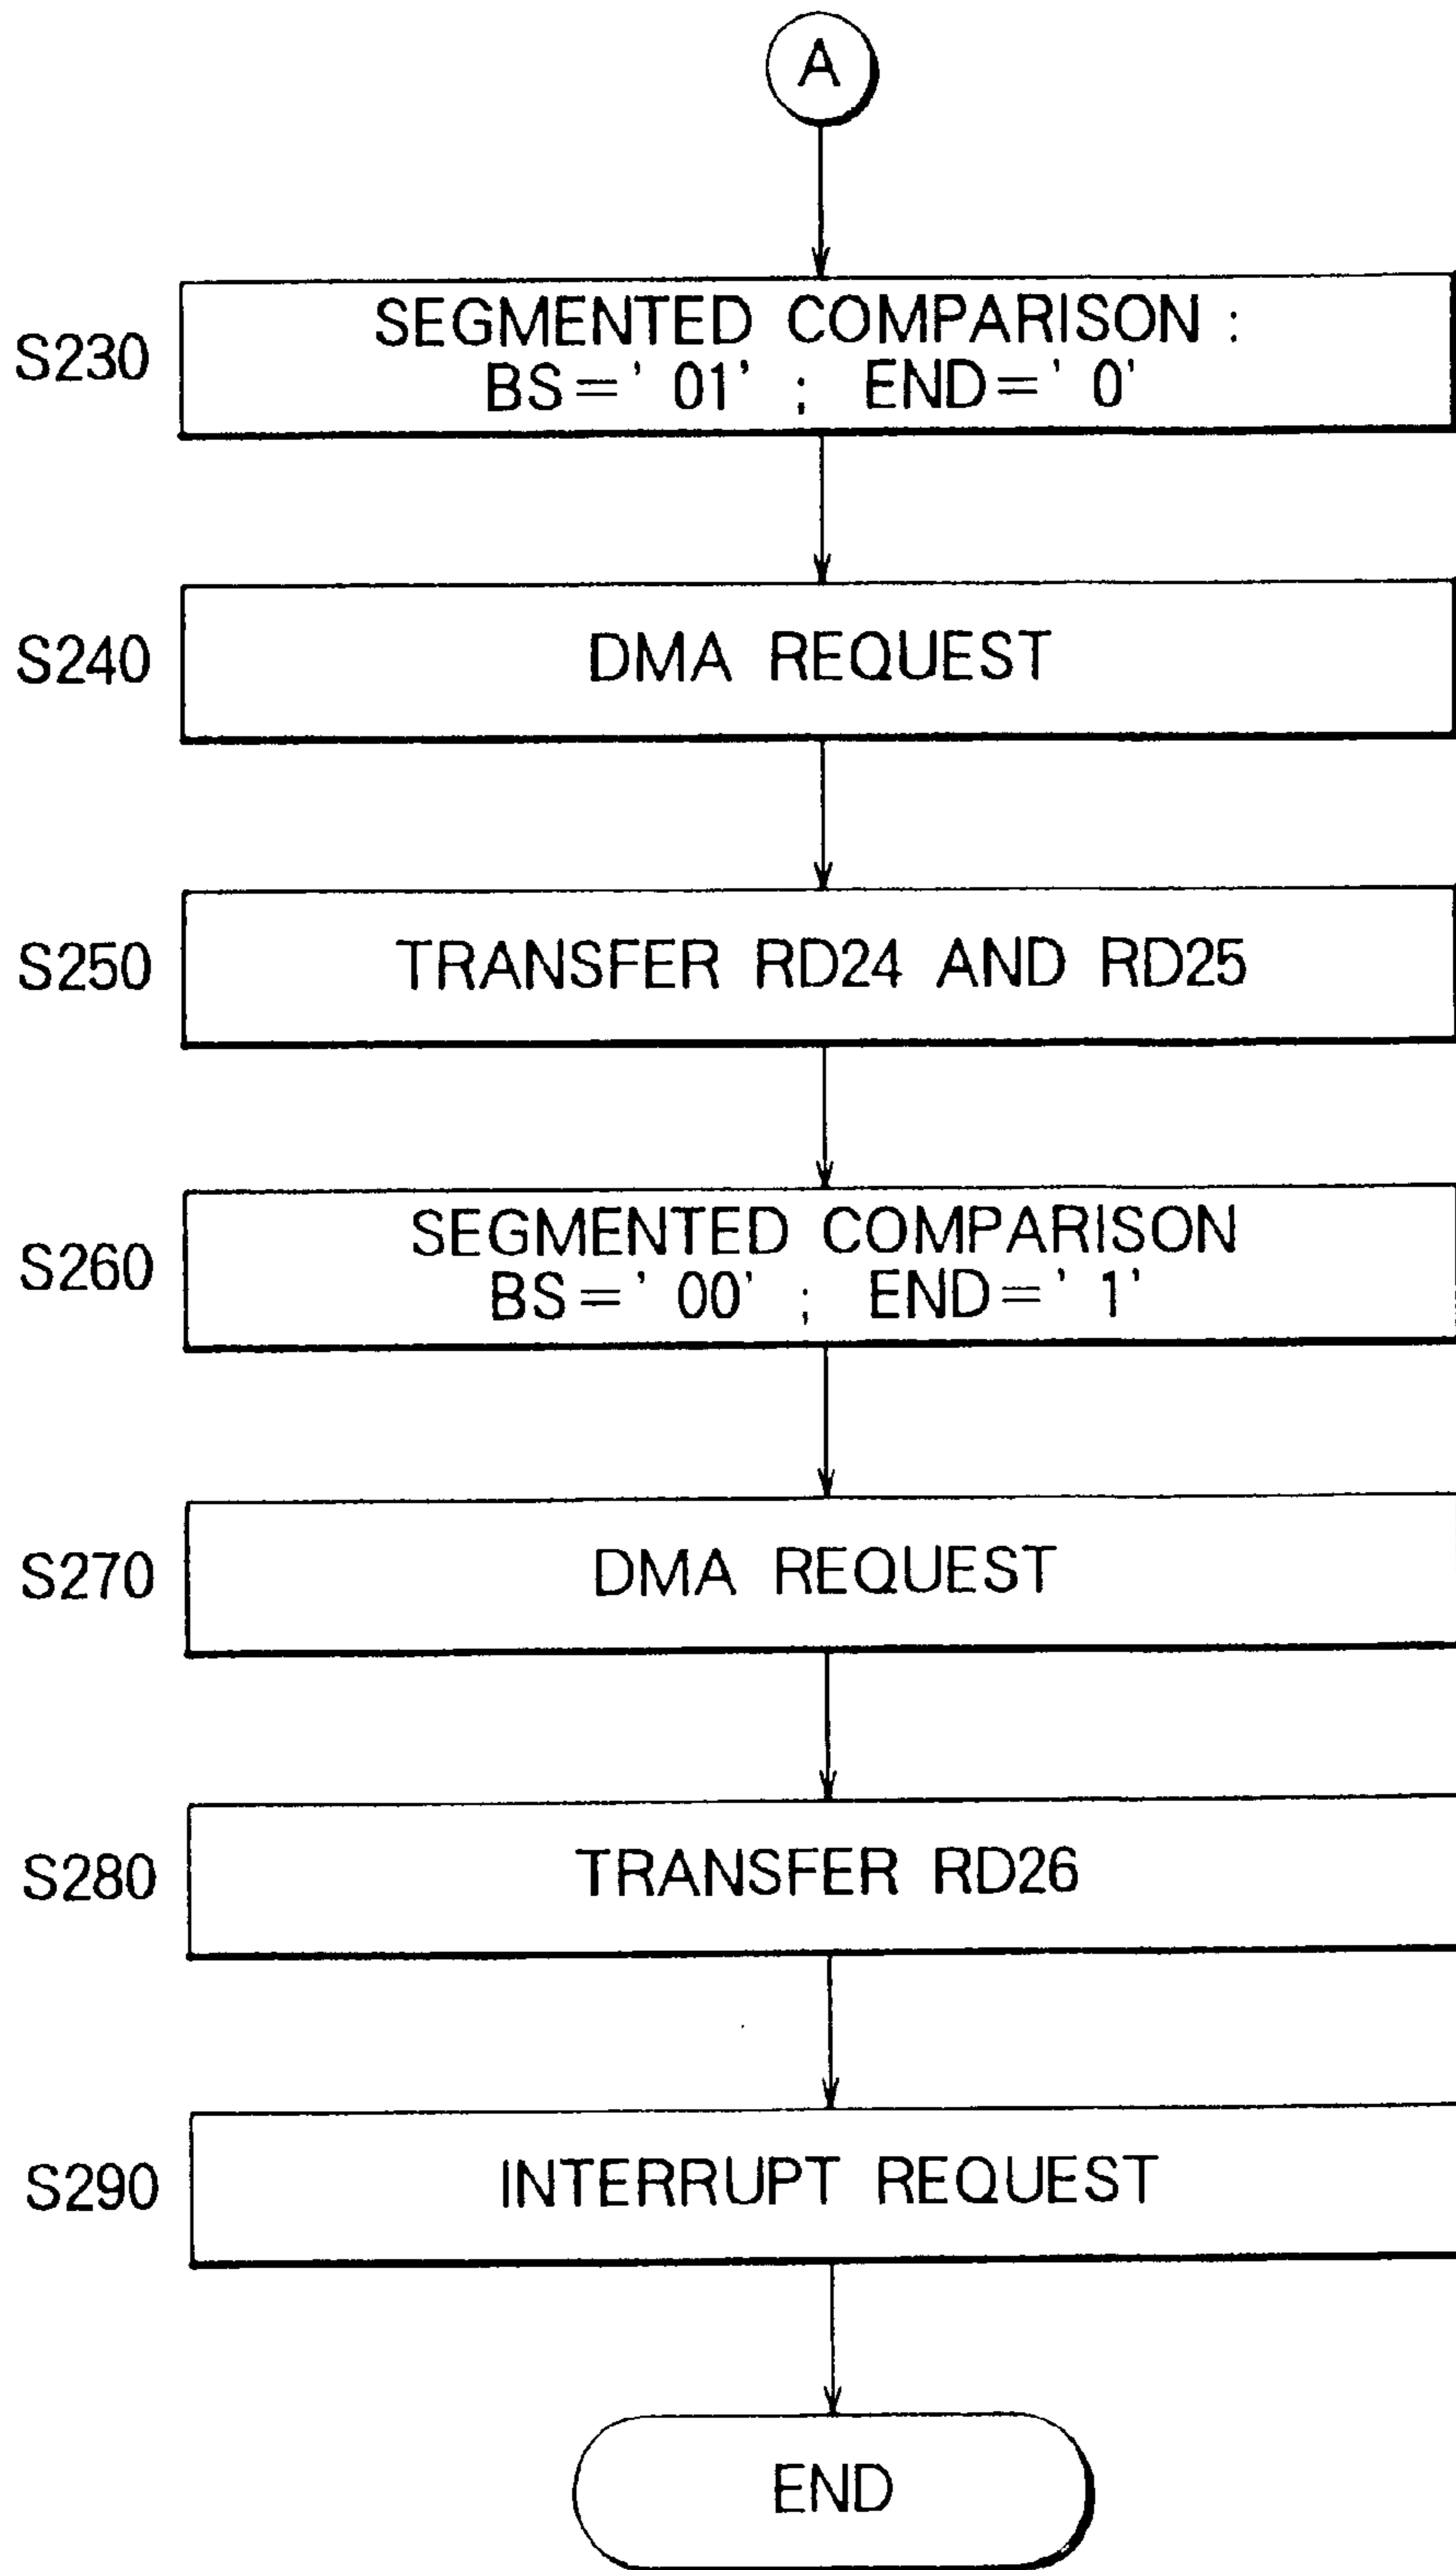 A
S230
SEGMENTED COMPARISON :
BS=' 01' ; END=' 0'
S240
DMA REQUEST
S250
TRANSFER RD24 AND RD25
S260
SEGMENTED COMPARISON
BS=' 00' ; END=' 1'
S270
DMA REQUEST
S280
TRANSFER RD26
S290
INTERRUPT REQUEST
END